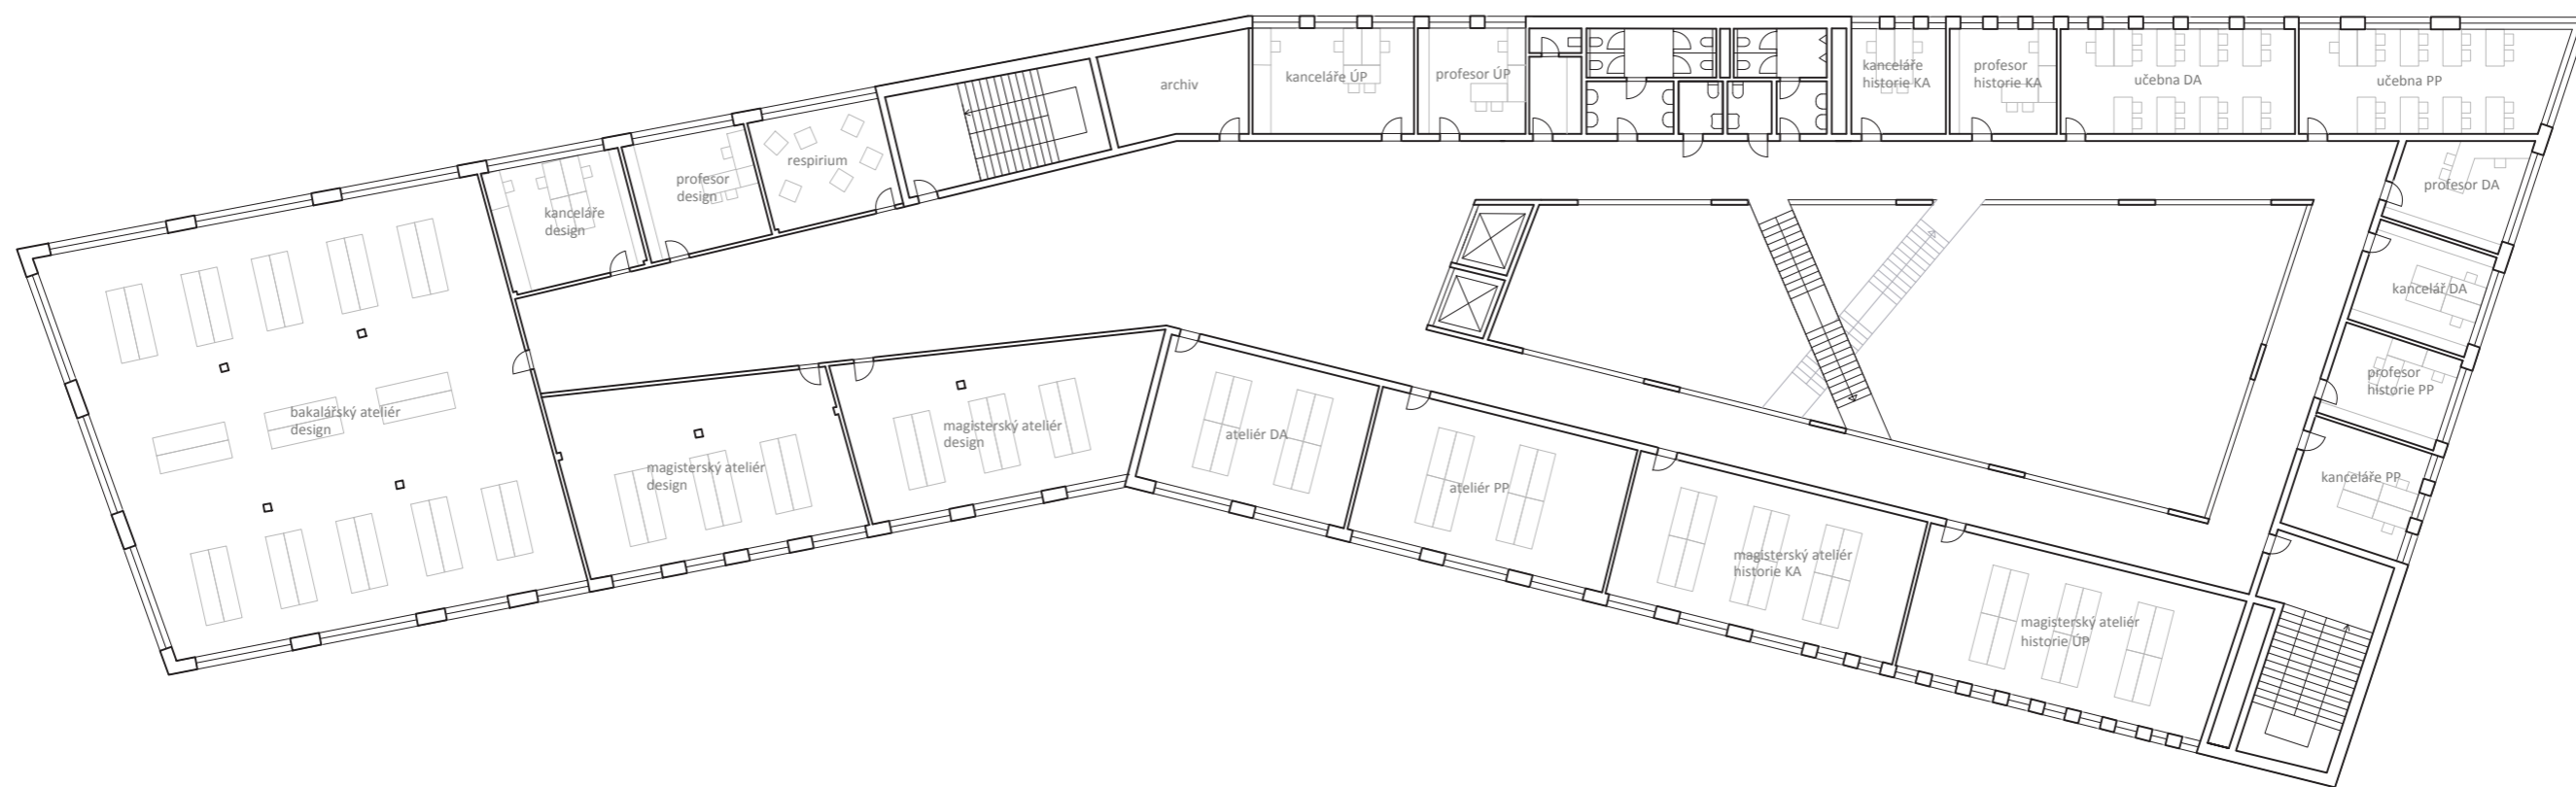 archiv
kanceláře ÚP
profesor ÚP
kanceláře
historie KA
profesor
historie KA
učebna DA
učebna PP
respirium
profesor
design
kanceláře
design
profesor DA
kancelář DA
profesor
historie PP
kanceláře PP
bakalářský ateliér
design
magisterský ateliér
design
magisterský ateliér
design
ateliér DA
ateliér PP
magisterský ateliér
historie KA
magisterský ateliér
historie ÚP